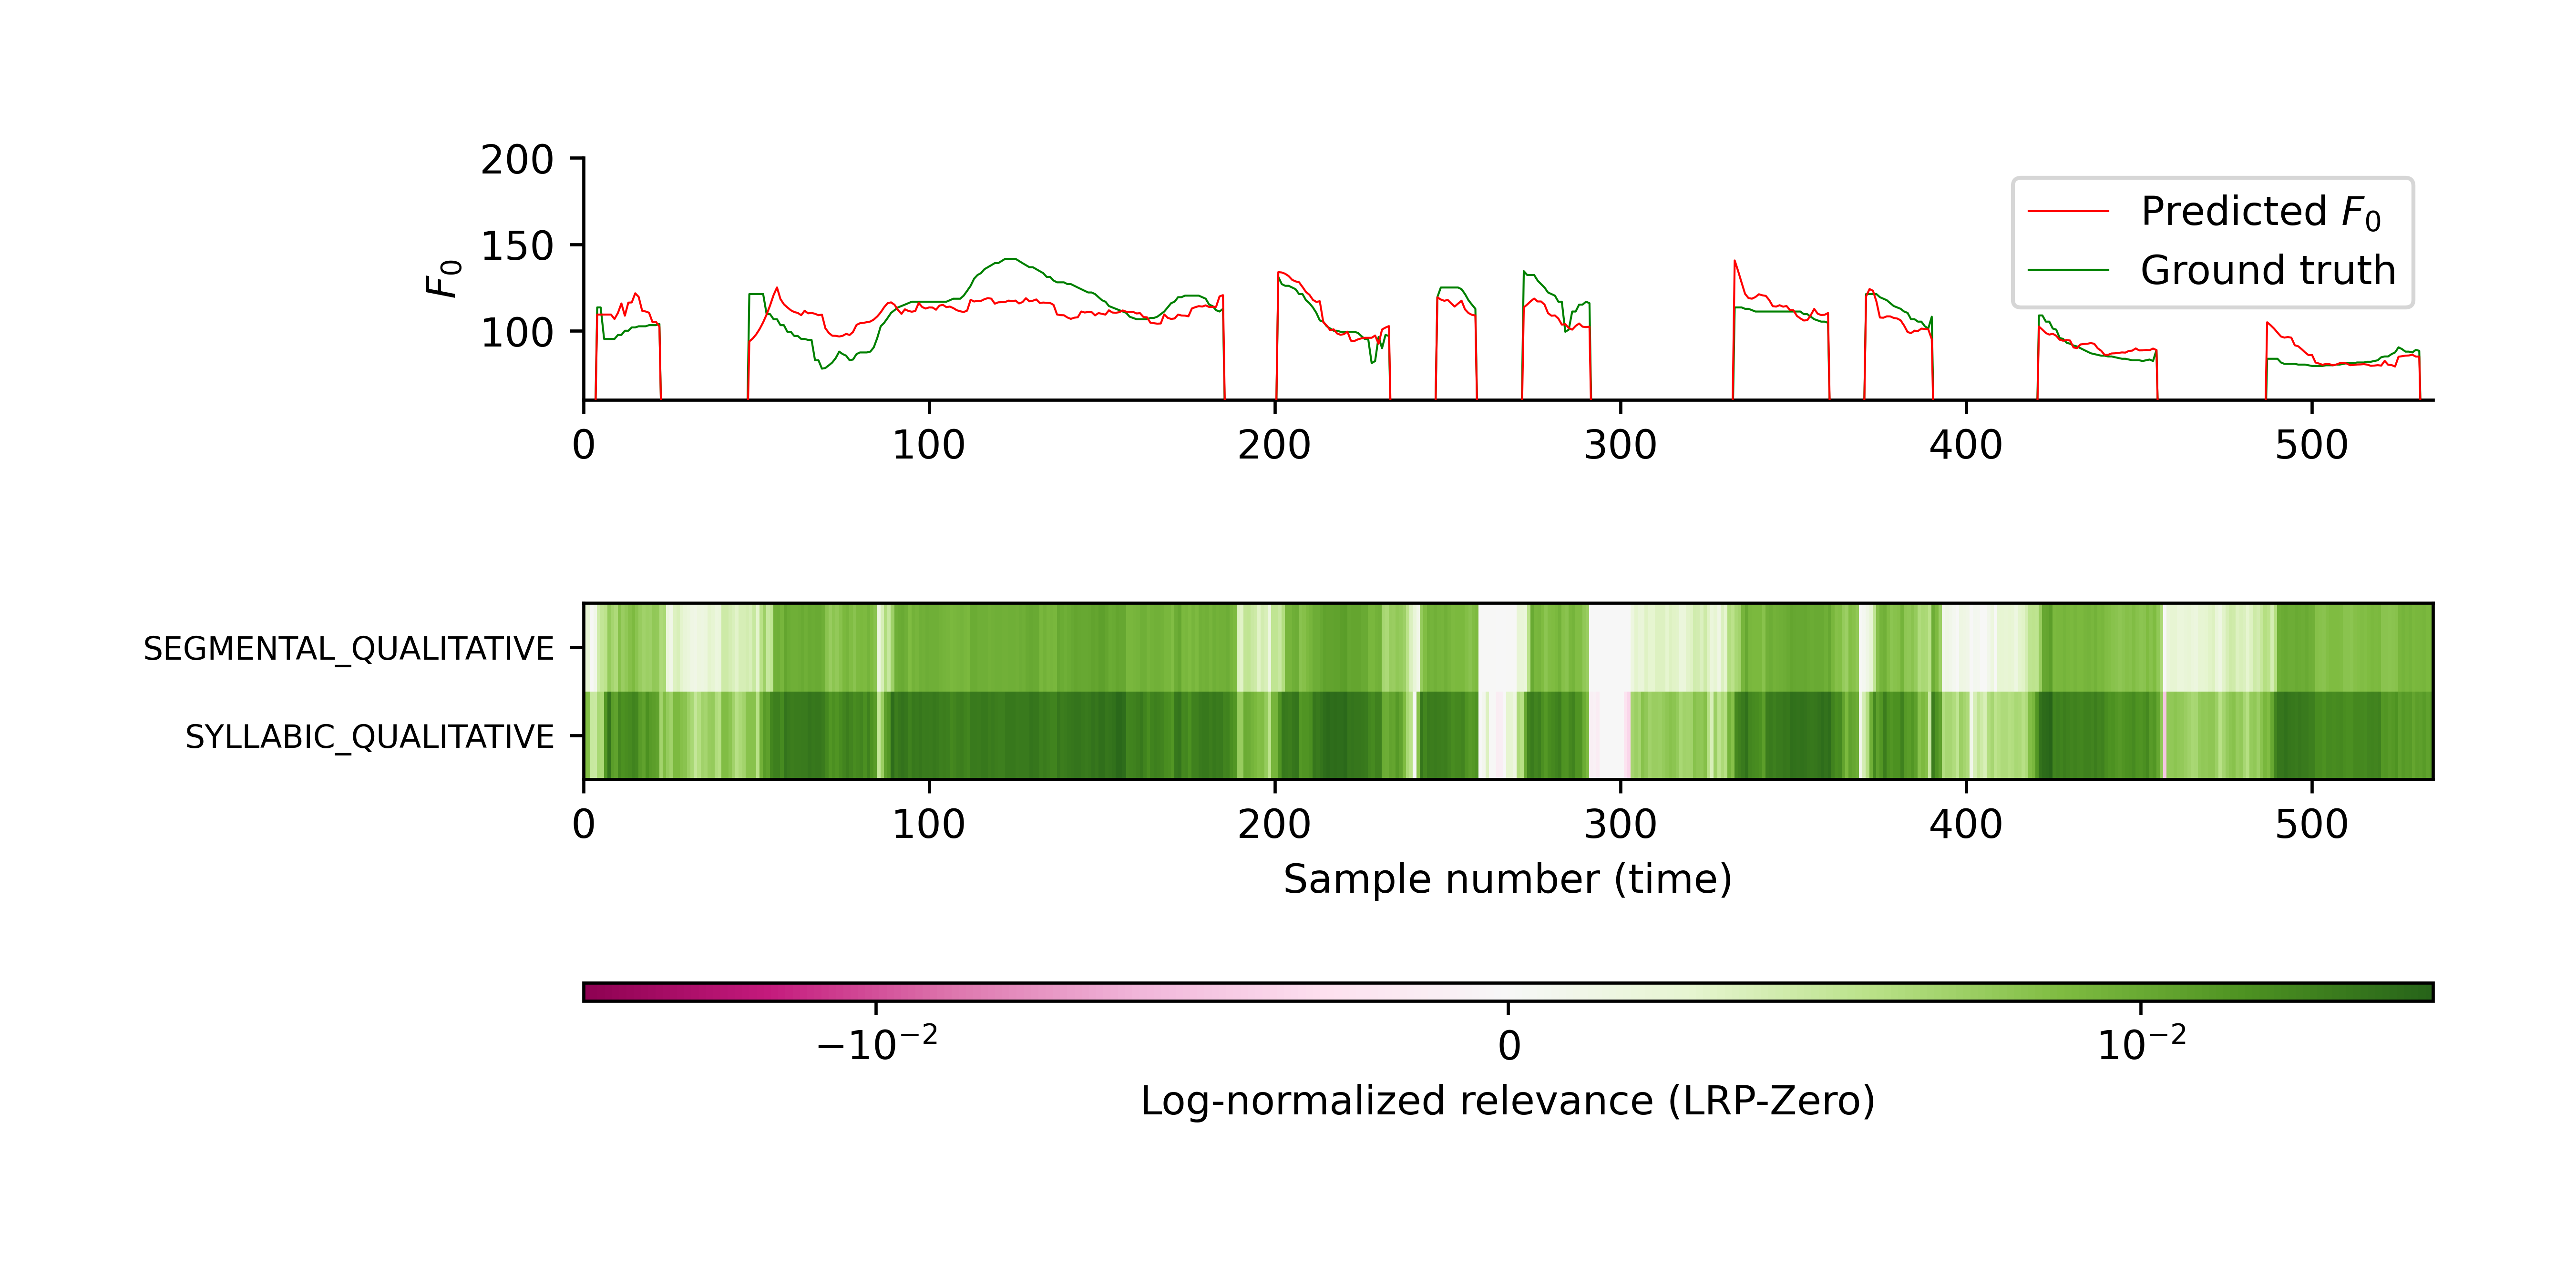 200
150
100
F₀
Predicted F₀
Ground truth
0 100 200 300 400 500
SEGMENTAL_QUALITATIVE
SYLLABIC_QUALITATIVE
0 100 200 300 400 500
Sample number (time)
−10⁻² 0 10⁻²
Log-normalized relevance (LRP-Zero)